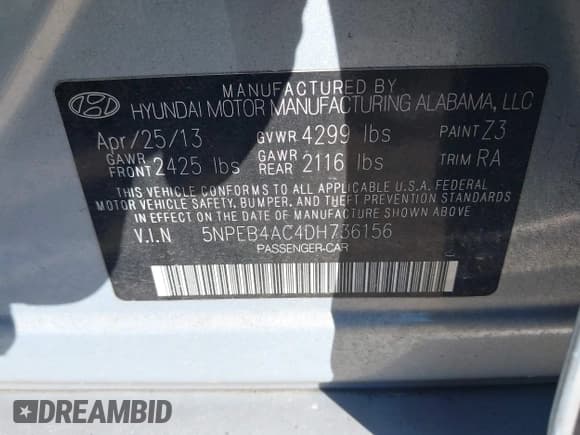 MANUFACTURED BY
HYUNDAI MOTOR MANUFACTURING ALABAMA, LLC
Apr/25/13 GVWR 4299 lbs PAINT Z3
GAWR FRONT 2425 lbs GAWR REAR 2116 lbs TRIM RA
THIS VEHICLE CONFORMS TO ALL APPLICABLE U.S.A. FEDERAL
MOTOR VEHICLE SAFETY, BUMPER, AND THEFT PREVENTION STANDARDS
IN EFFECT ON THE DATE OF MANUFACTURE SHOWN ABOVE.
V.I.N 5NPEB4AC4DH736156
PASSENGER-CAR
DREAMBID